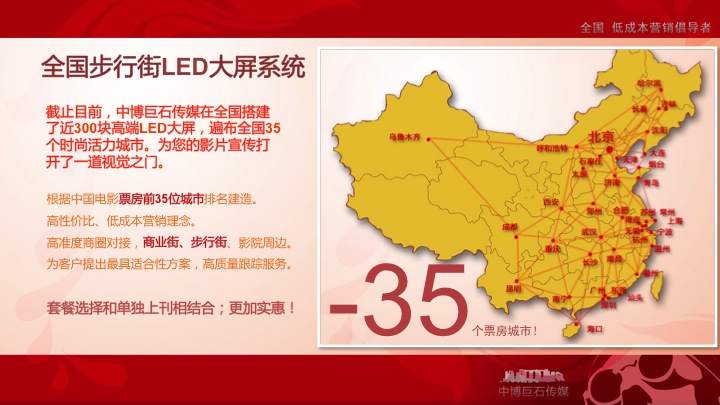 全国 低成本营销倡导者
全国步行街LED大屏系统
截止目前，中博巨石传媒在全国搭建
了近300块高端LED大屏，遍布全国35
个时尚活力城市。为您的影片宣传打
开了一道视觉之门。
根据中国电影票房前35位城市排名建造。
高性价比、低成本营销理念。
高准度商圈对接，商业街、步行街、影院周边。
为客户提出最具适合性方案，高质量跟踪服务。
套餐选择和单独上刊相结合；更加实惠！
哈尔滨
长春
吉林
沈阳
乌鲁木齐
北京
呼和浩特
大连
天津
石家庄
烟台
太原
济南
青岛
西安
郑州
合肥
苏州
常州
南京
上海
成都
武汉
无锡
宁波
杭州
重庆
温州
长沙
南昌
福州
昆明
广州
东莞
南宁
汕头
深圳
海口
-35
个票房城市！
中博巨石传媒